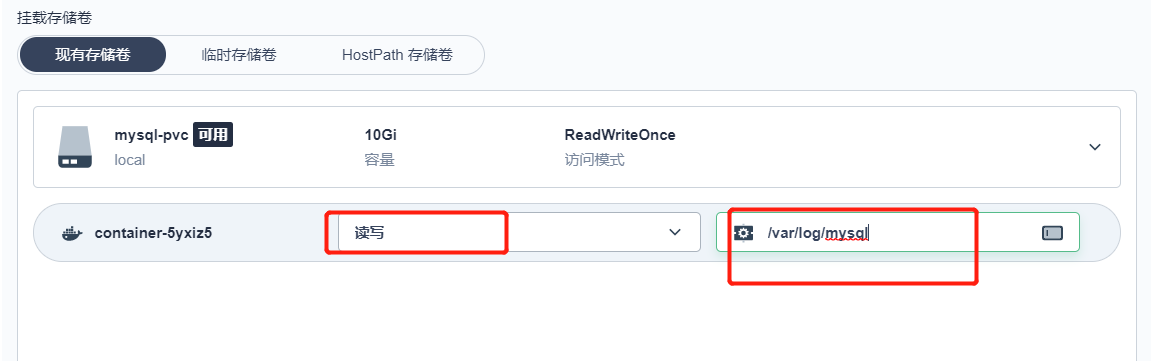 挂载存储卷
现有存储卷 临时存储卷 HostPath 存储卷
mysql-pvc 可用 10Gi ReadWriteOnce
local 容量 访问模式
container-5yxiz5 读写 /var/log/mysql